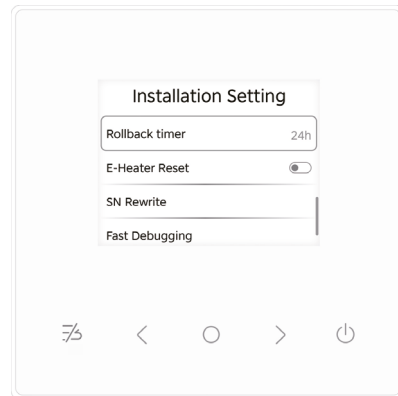 Installation Setting
Rollback timer 24h
E-Heater Reset
SN Rewrite
Fast Debugging